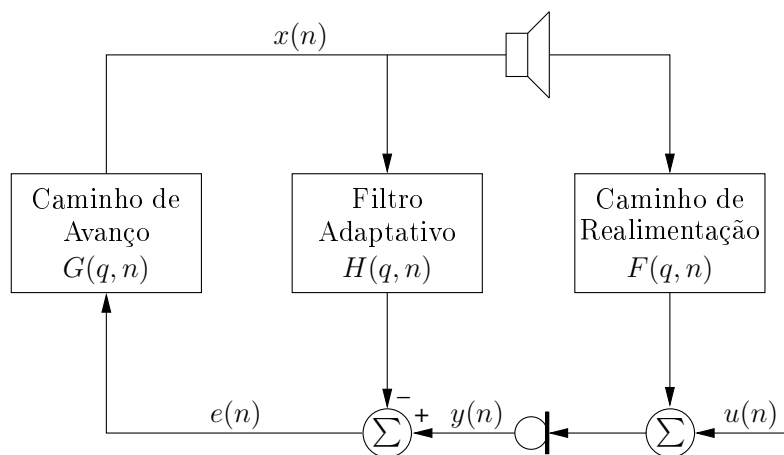 x(n)
Caminho de
Avanço
G(q, n)
Filtro
Adaptativo
H(q, n)
Caminho de
Realimentação
F(q, n)
e(n)
Σ
−
+
y(n)
Σ
u(n)